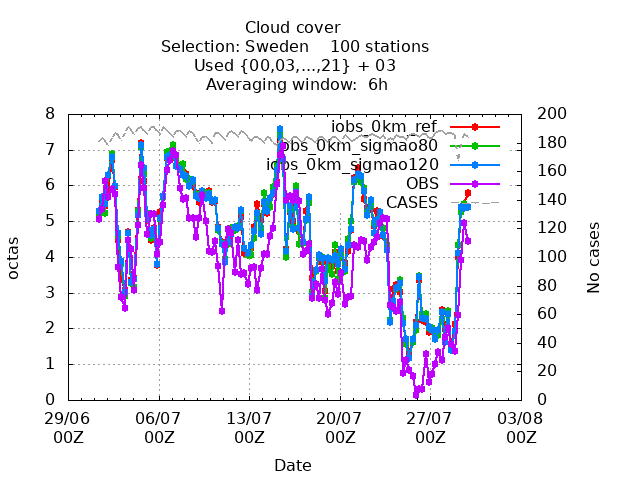 Cloud cover
Selection: Sweden    100 stations
Used {00,03,...,21} + 03
Averaging window:  6h
octas
No cases
8
7
6
5
4
3
2
1
0
200
180
160
140
120
100
80
60
40
20
0
iobs_0km_ref
iobs_0km_sigmao80
iobs_0km_sigmao120
OBS
CASES
29/06 06/07 13/07 20/07 27/07 03/08
00Z 00Z 00Z 00Z 00Z 00Z
Date